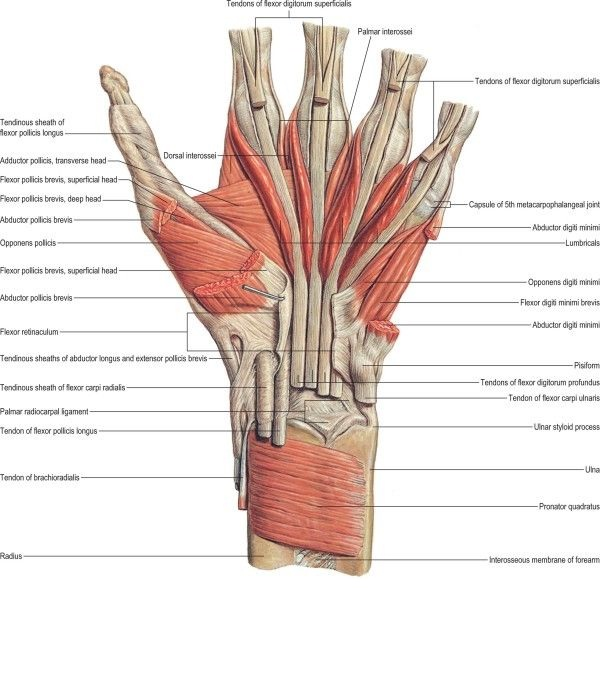 Tendons of flexor digitorum superficialis
Palmar interossei
Tendons of flexor digitorum superficialis
Tendinous sheath of
flexor pollicis longus
Dorsal interossei
Adductor pollicis, transverse head
Flexor pollicis brevis, superficial head
Flexor pollicis brevis, deep head
Capsule of 5th metacarpophalangeal joint
Abductor pollicis brevis
Abductor digiti minimi
Opponens pollicis
Lumbricals
Flexor pollicis brevis, superficial head
Opponens digiti minimi
Abductor pollicis brevis
Flexor digiti minimi brevis
Abductor digiti minimi
Flexor retinaculum
Tendinous sheaths of abductor longus and extensor pollicis brevis
Pisiform
Tendinous sheath of flexor carpi radialis
Tendons of flexor digitorum profundus
Tendon of flexor carpi ulnaris
Palmar radiocarpal ligament
Ulnar styloid process
Tendon of flexor pollicis longus
Ulna
Tendon of brachioradialis
Pronator quadratus
Radius
Interosseous membrane of forearm